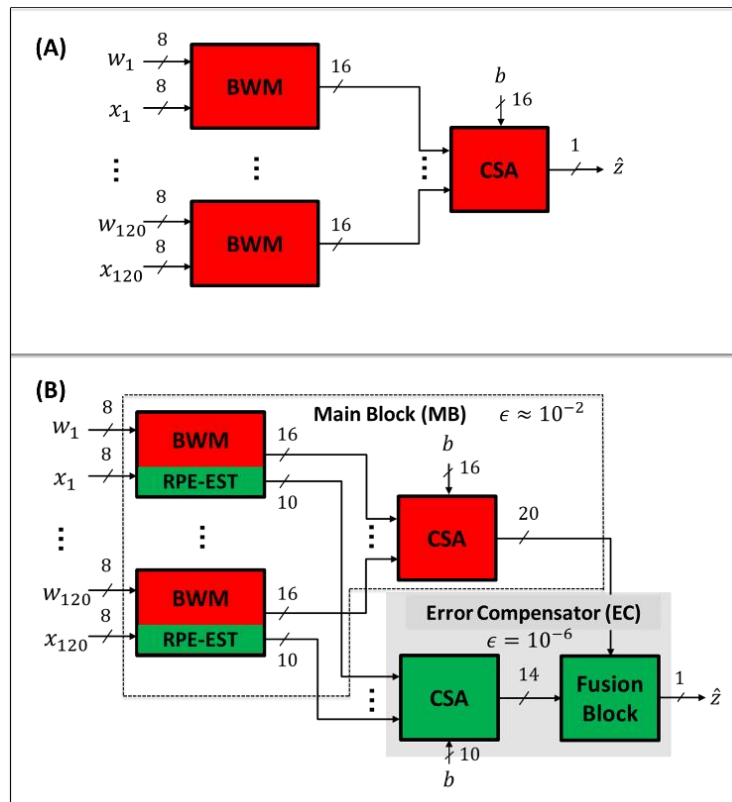 (A)
8
w₁
8
x₁
BWM
16
b
16
⋮
⋮
⋮
CSA
1
ẑ
8
w₁₂₀
8
x₁₂₀
BWM
16
(B)
Main Block (MB) ϵ ≈ 10⁻²
8
w₁
8
x₁
BWM
RPE-EST
16
10
b
16
⋮
⋮
⋮
CSA
20
8
w₁₂₀
8
x₁₂₀
BWM
RPE-EST
16
10
Error Compensator (EC)
ϵ = 10⁻⁶
⋮
CSA
14
Fusion
Block
1
ẑ
10
b